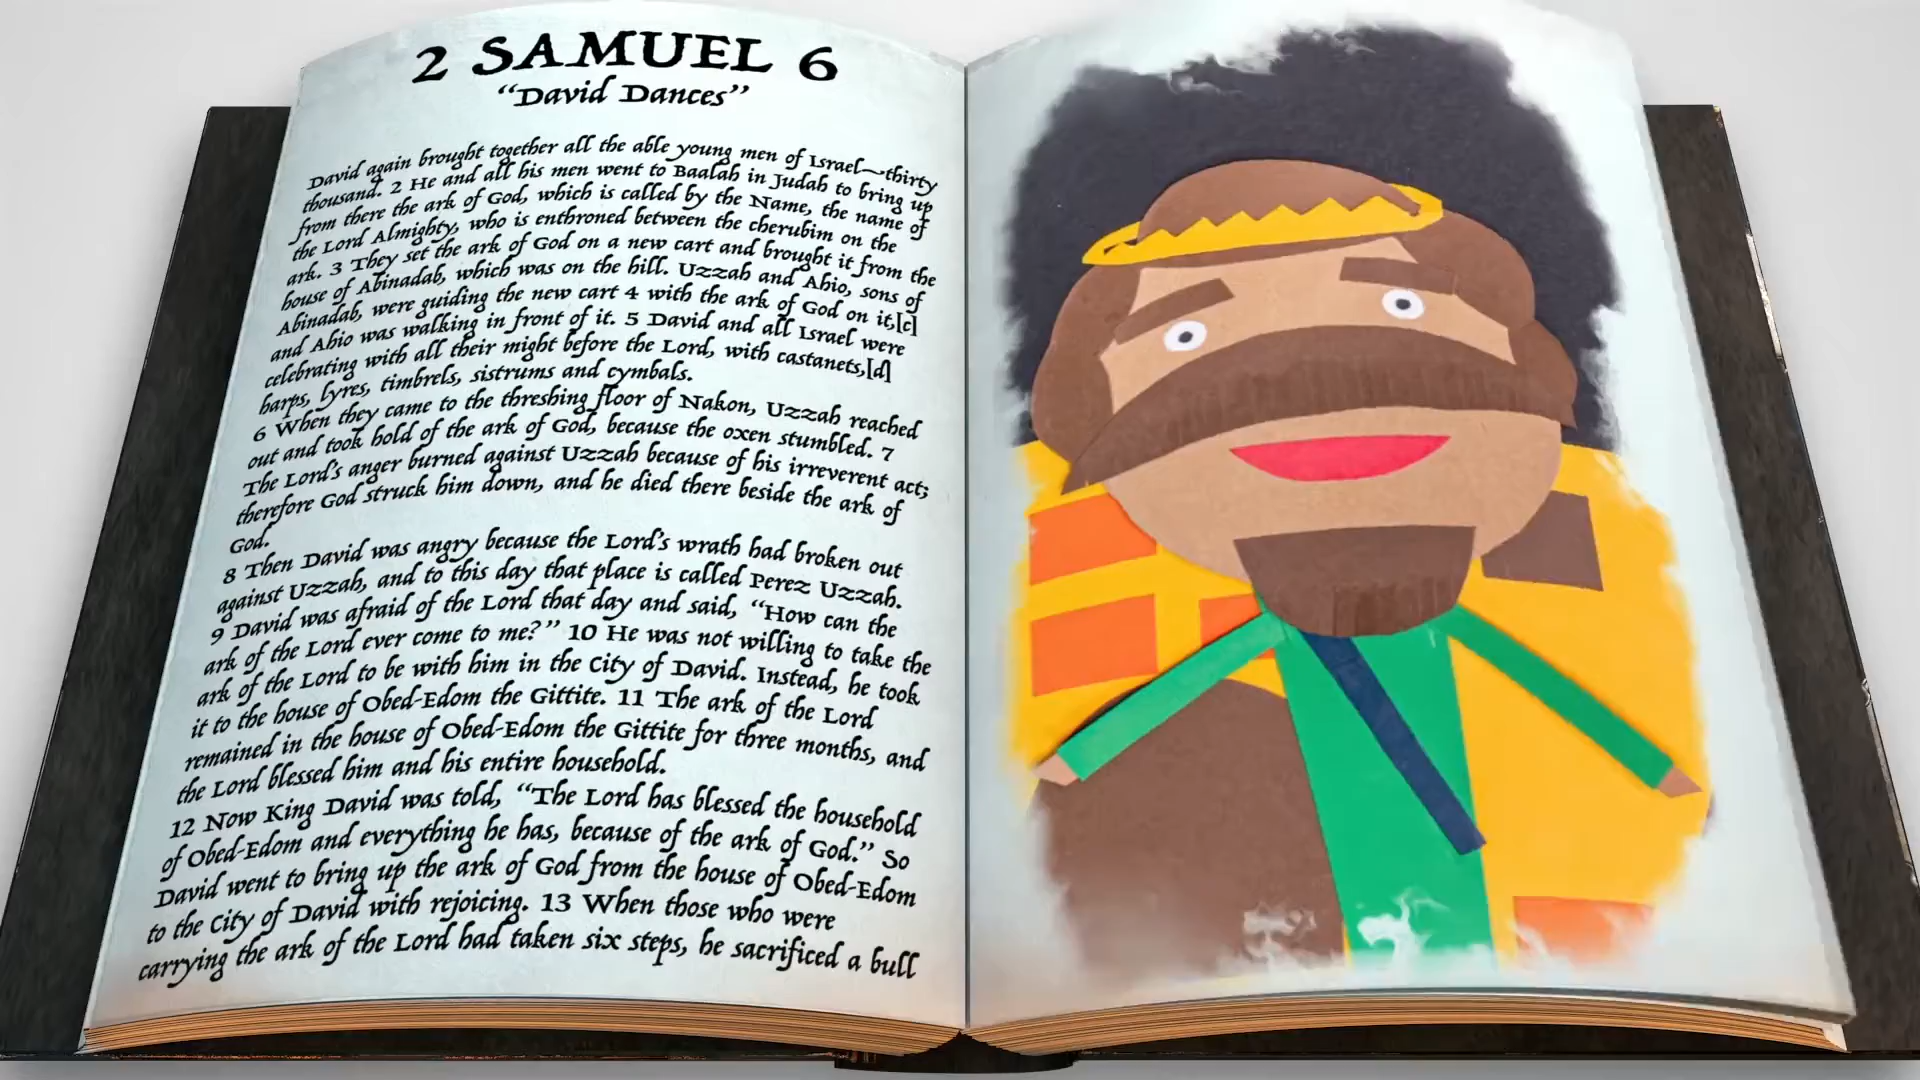 2 SAMUEL 6
“David Dances”
David again brought together all the able young men of Israel—thirty
thousand. 2 He and all his men went to Baalah in Judah to bring up
from there the ark of God, which is called by the Name, the name of
the Lord Almighty, who is enthroned between the cherubim on the
ark. 3 They set the ark of God on a new cart and brought it from the
house of Abinadab, which was on the hill. Uzzah and Ahio, sons of
Abinadab, were guiding the new cart 4 with the ark of God on it,[c]
and Ahio was walking in front of it. 5 David and all Israel were
celebrating with all their might before the Lord, with castanets,[d]
harps, lyres, timbrels, sistrums and cymbals.
6 When they came to the threshing floor of Nakon, Uzzah reached
out and took hold of the ark of God, because the oxen stumbled. 7
The Lord’s anger burned against Uzzah because of his irreverent act;
therefore God struck him down, and he died there beside the ark of
God.
8 Then David was angry because the Lord’s wrath had broken out
against Uzzah, and to this day that place is called Perez Uzzah.
9 David was afraid of the Lord that day and said, “How can the
ark of the Lord ever come to me?” 10 He was not willing to take the
ark of the Lord to be with him in the City of David. Instead, he took
it to the house of Obed-Edom the Gittite. 11 The ark of the Lord
remained in the house of Obed-Edom the Gittite for three months, and
the Lord blessed him and his entire household.
12 Now King David was told, “The Lord has blessed the household
of Obed-Edom and everything he has, because of the ark of God.” So
David went to bring up the ark of God from the house of Obed-Edom
to the City of David with rejoicing. 13 When those who were
carrying the ark of the Lord had taken six steps, he sacrificed a bull